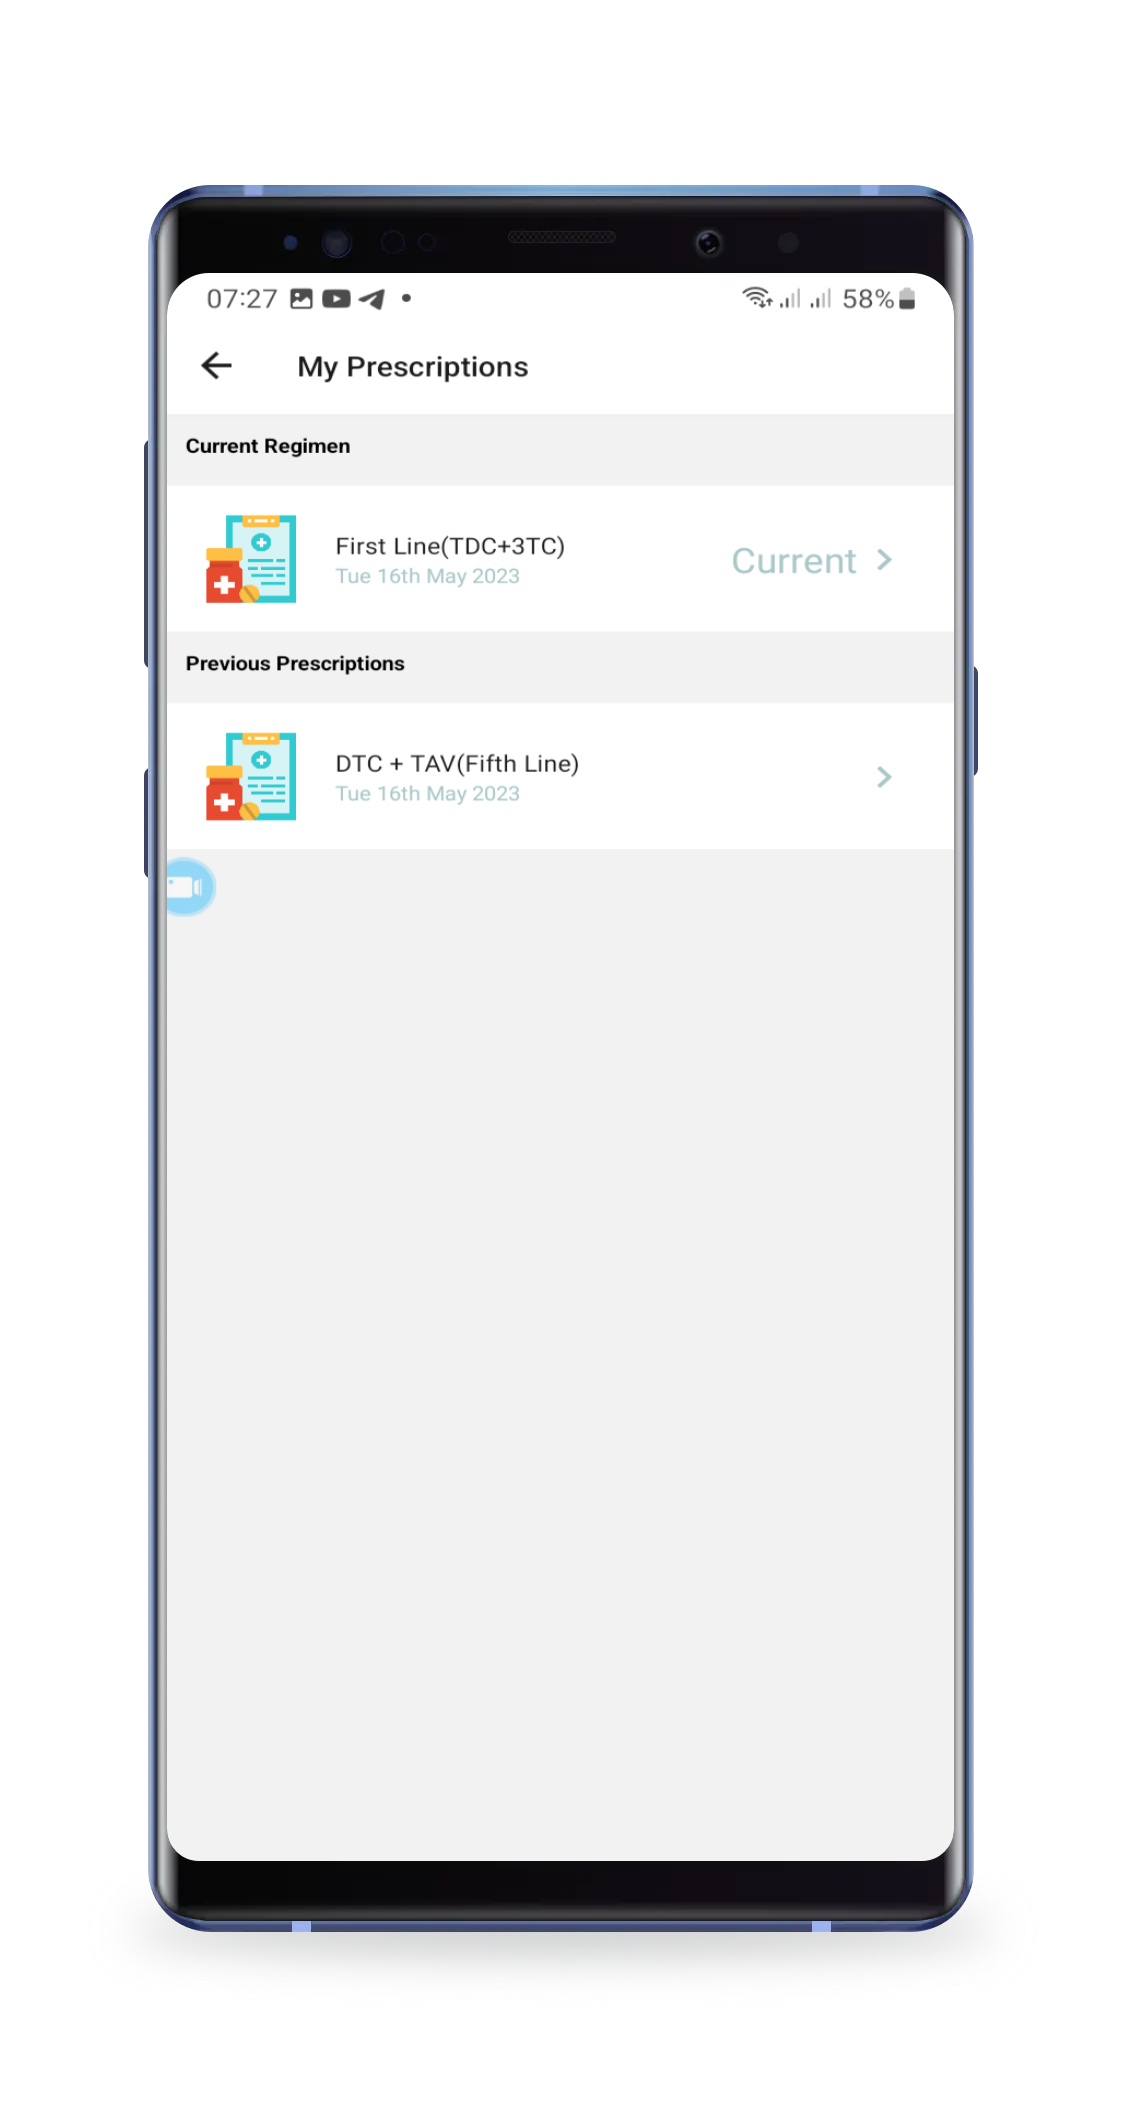 07:27
58%
My Prescriptions
Current Regimen
First Line(TDC+3TC)
Tue 16th May 2023
Current
Previous Prescriptions
DTC + TAV(Fifth Line)
Tue 16th May 2023